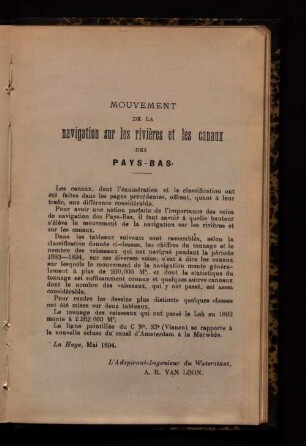 MOUVEMENT
DE LA
navigation sur les rivières et les canaux
DES
PAYS-BAS.
Les canaux, dont l'énumération et la classification ont
été faites dans les pages précédentes, offrent, quant à leur
trafic, une différence considérable.
Pour avoir une notion parfaite de l'importance des voies
de navigation des Pays-Bas, il faut savoir à quelle hauteur
s'élève le mouvement de la navigation sur les rivières et
sur les canaux.
Dans les tableaux suivants sont rassemblés, selon la
classification donnée ci-dessus, les chiffres du tonnage et le
nombre des vaisseaux qui ont navigué pendant la période
1883—1894, sur ces diverses voies; c'est à dire les canaux
sur lesquels le mouvement de la navigation monte généra-
lement à plus de 200,000 M³, et dont la statistique du
tonnage est suffisamment connue et quelques autres canaux
dont le nombre des vaisseaux, qui y ont passé, est assez
considérable.
Pour rendre les dessins plus distincts quelques classes
ont été mises sur deux tableaux.
Le tonnage des vaisseaux qui ont passé le Lek en 1893
monte à 2.262 000 M³.
La ligne pointillée du C Nº. 33ª (Vianen) se rapporte à
la nouvelle écluse du canal d'Amsterdam à la Merwède.
La Haye, Mai 1894.
L'Adspirant-Ingenieur du Waterstaat,
A. R. VAN LOON.